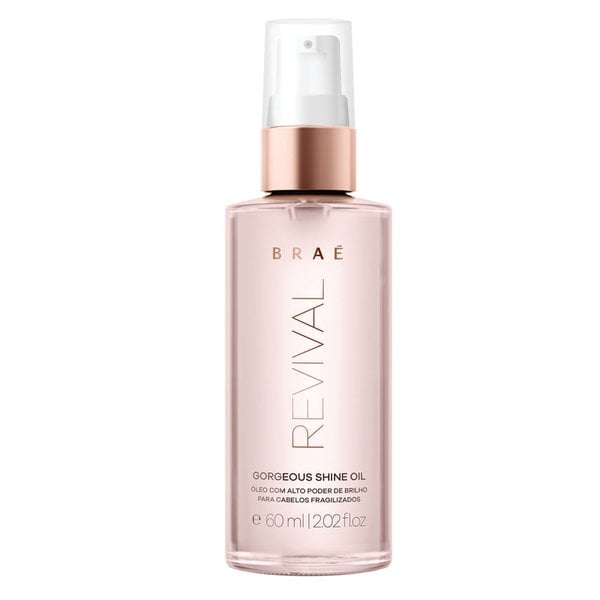 BRAÉ
REVIVAL
GORGEOUS SHINE OIL
ÓLEO COM ALTO PODER DE BRILHO
PARA CABELOS FRAGILIZADOS
e 60 ml | 2.02 fl.oz